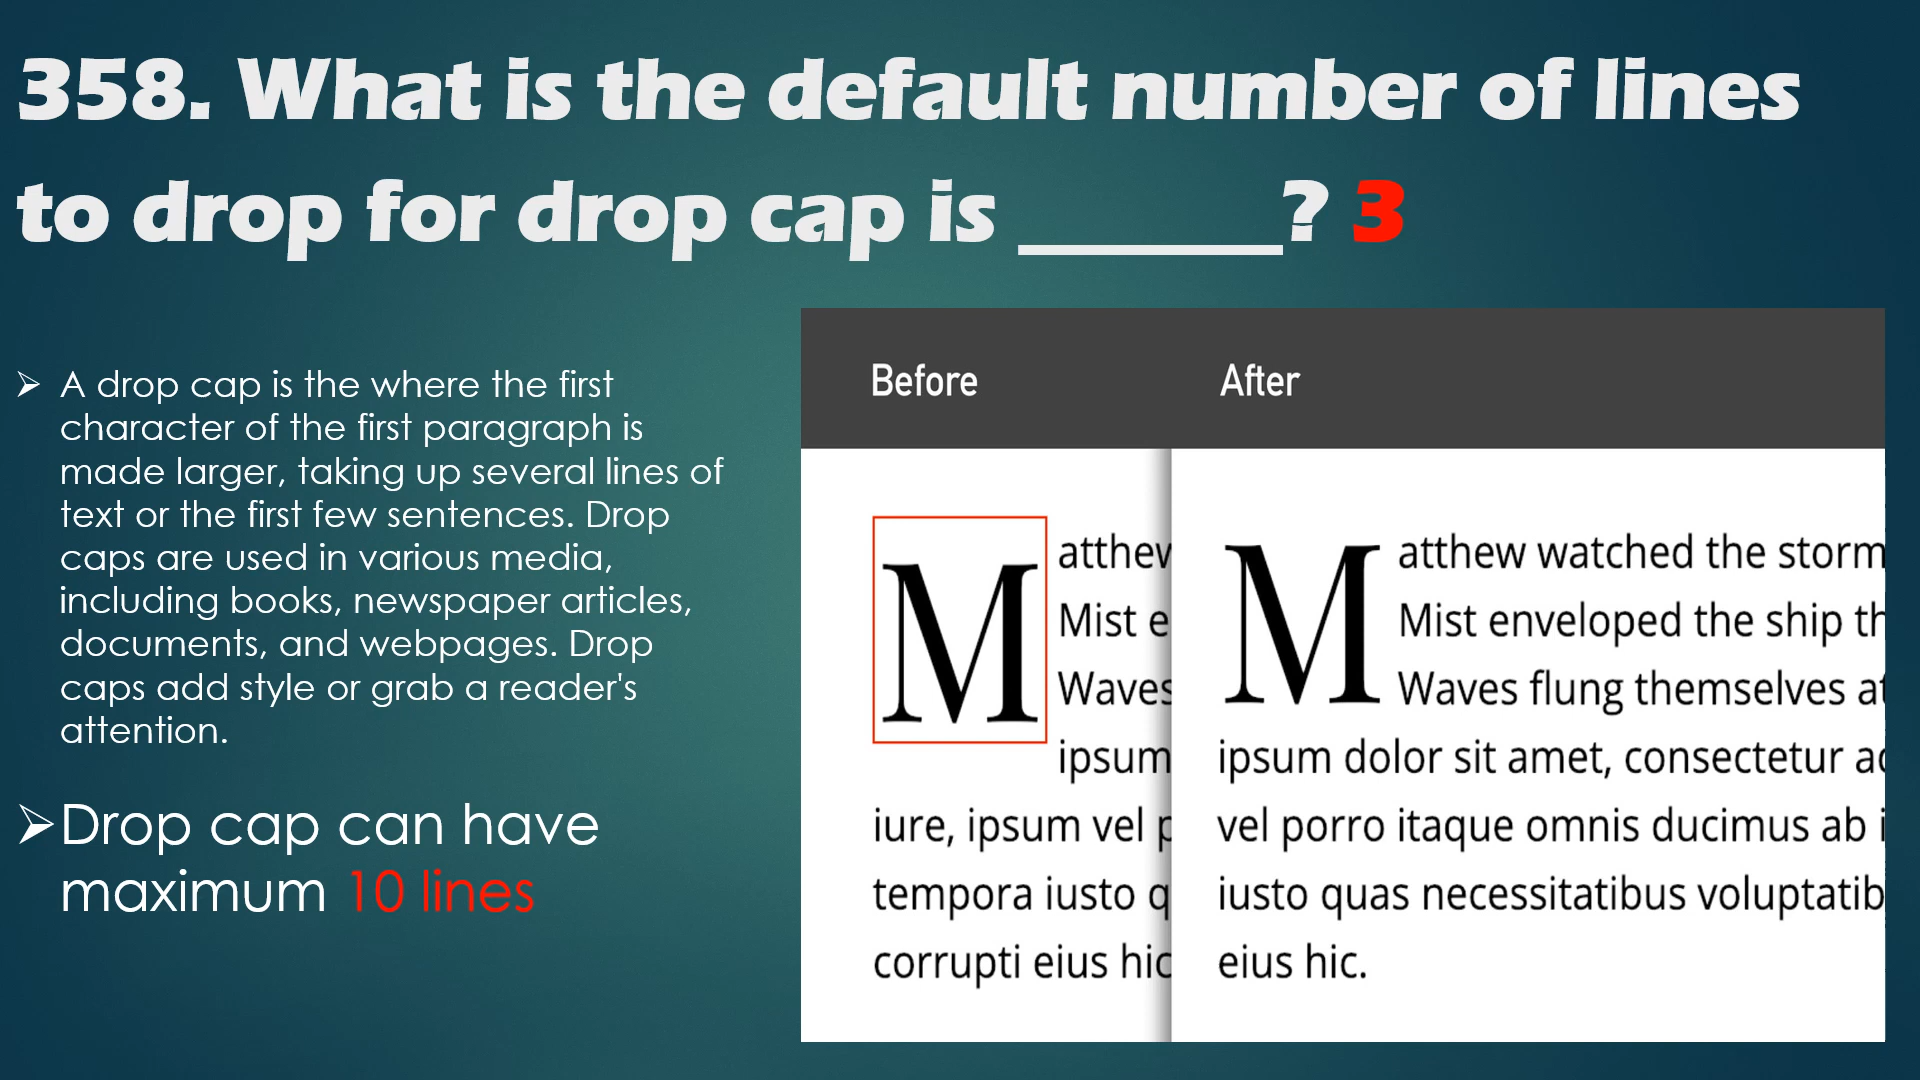 358. What is the default number of lines
to drop for drop cap is ______? 3
➢ A drop cap is the where the first
character of the first paragraph is
made larger, taking up several lines of
text or the first few sentences. Drop
caps are used in various media,
including books, newspaper articles,
documents, and webpages. Drop
caps add style or grab a reader's
attention.
➢Drop cap can have
maximum 10 lines
Before
M
atthew
Mist e
Waves
ipsum
iure, ipsum vel p
tempora iusto q
corrupti eius hic
After
M
atthew watched the storm
Mist enveloped the ship th
Waves flung themselves at
ipsum dolor sit amet, consectetur ad
vel porro itaque omnis ducimus ab i
iusto quas necessitatibus voluptatib
eius hic.